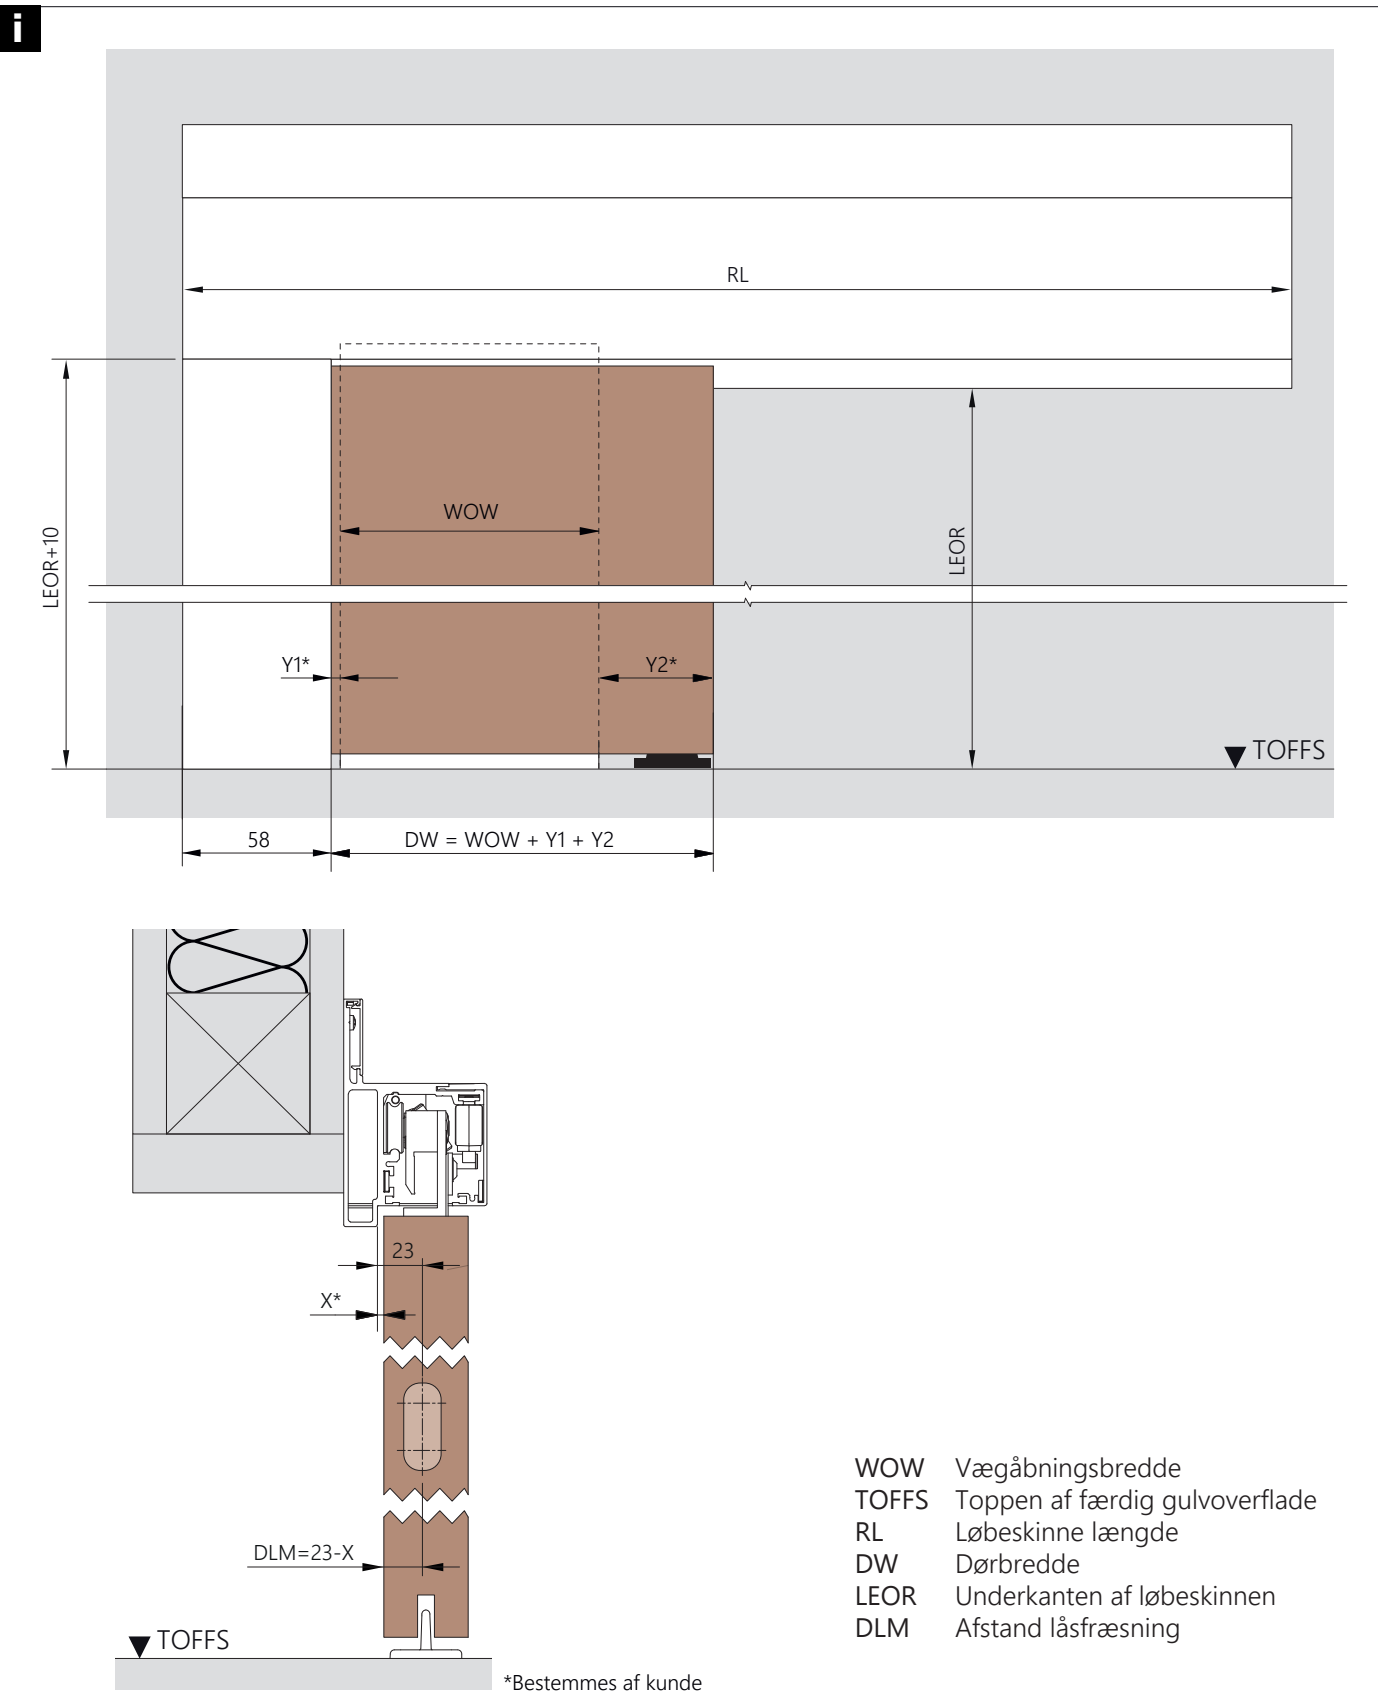 i
RL
WOW
LEOR+10
LEOR
Y1*
Y2*
TOFFS
58
DW = WOW + Y1 + Y2
23
X*
DLM=23-X
TOFFS
*Bestemmes af kunde
WOW Vægåbningsbredde
TOFFS Toppen af færdig gulvoverflade
RL Løbeskinne længde
DW Dørbredde
LEOR Underkanten af løbeskinnen
DLM Afstand låsfræsning